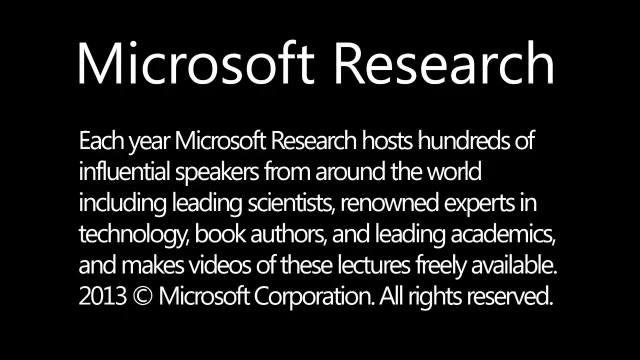 Microsoft Research
Each year Microsoft Research hosts hundreds of
influential speakers from around the world
including leading scientists, renowned experts in
technology, book authors, and leading academics,
and makes videos of these lectures freely available.
2013 © Microsoft Corporation. All rights reserved.